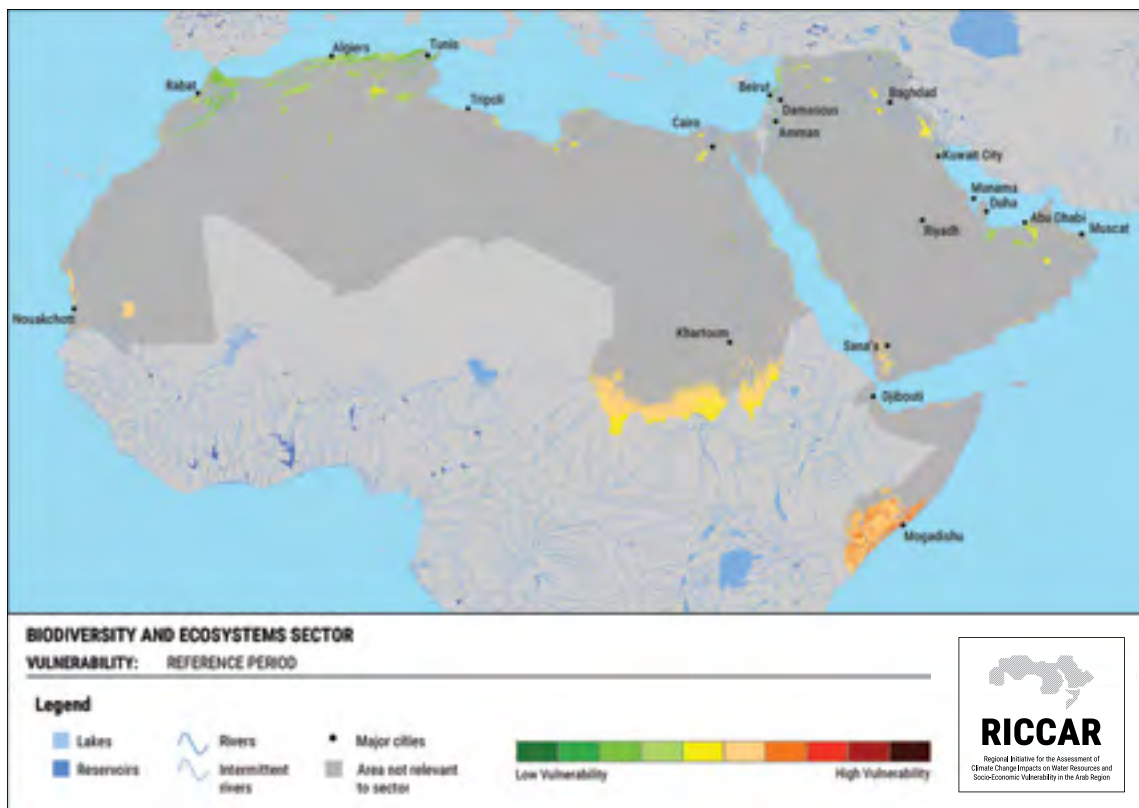 Algiers
Tunis
Rabat
Tripoli
Beirut
Damascus
Baghdad
Cairo
Amman
Kuwait City
Manama
Doha
Abu Dhabi
Riyadh
Muscat
Nouakchott
Khartoum
Sana'a
Djibouti
Mogadishu
BIODIVERSITY AND ECOSYSTEMS SECTOR
VULNERABILITY: REFERENCE PERIOD
Legend
Lakes
Reservoirs
Rivers
Intermittent
rivers
Major cities
Area not relevant
to sector
Low Vulnerability
High Vulnerability
RICCAR
Regional Initiative for the Assessment of
Climate Change Impacts on Water Resources and
Socio-Economic Vulnerability in the Arab Region